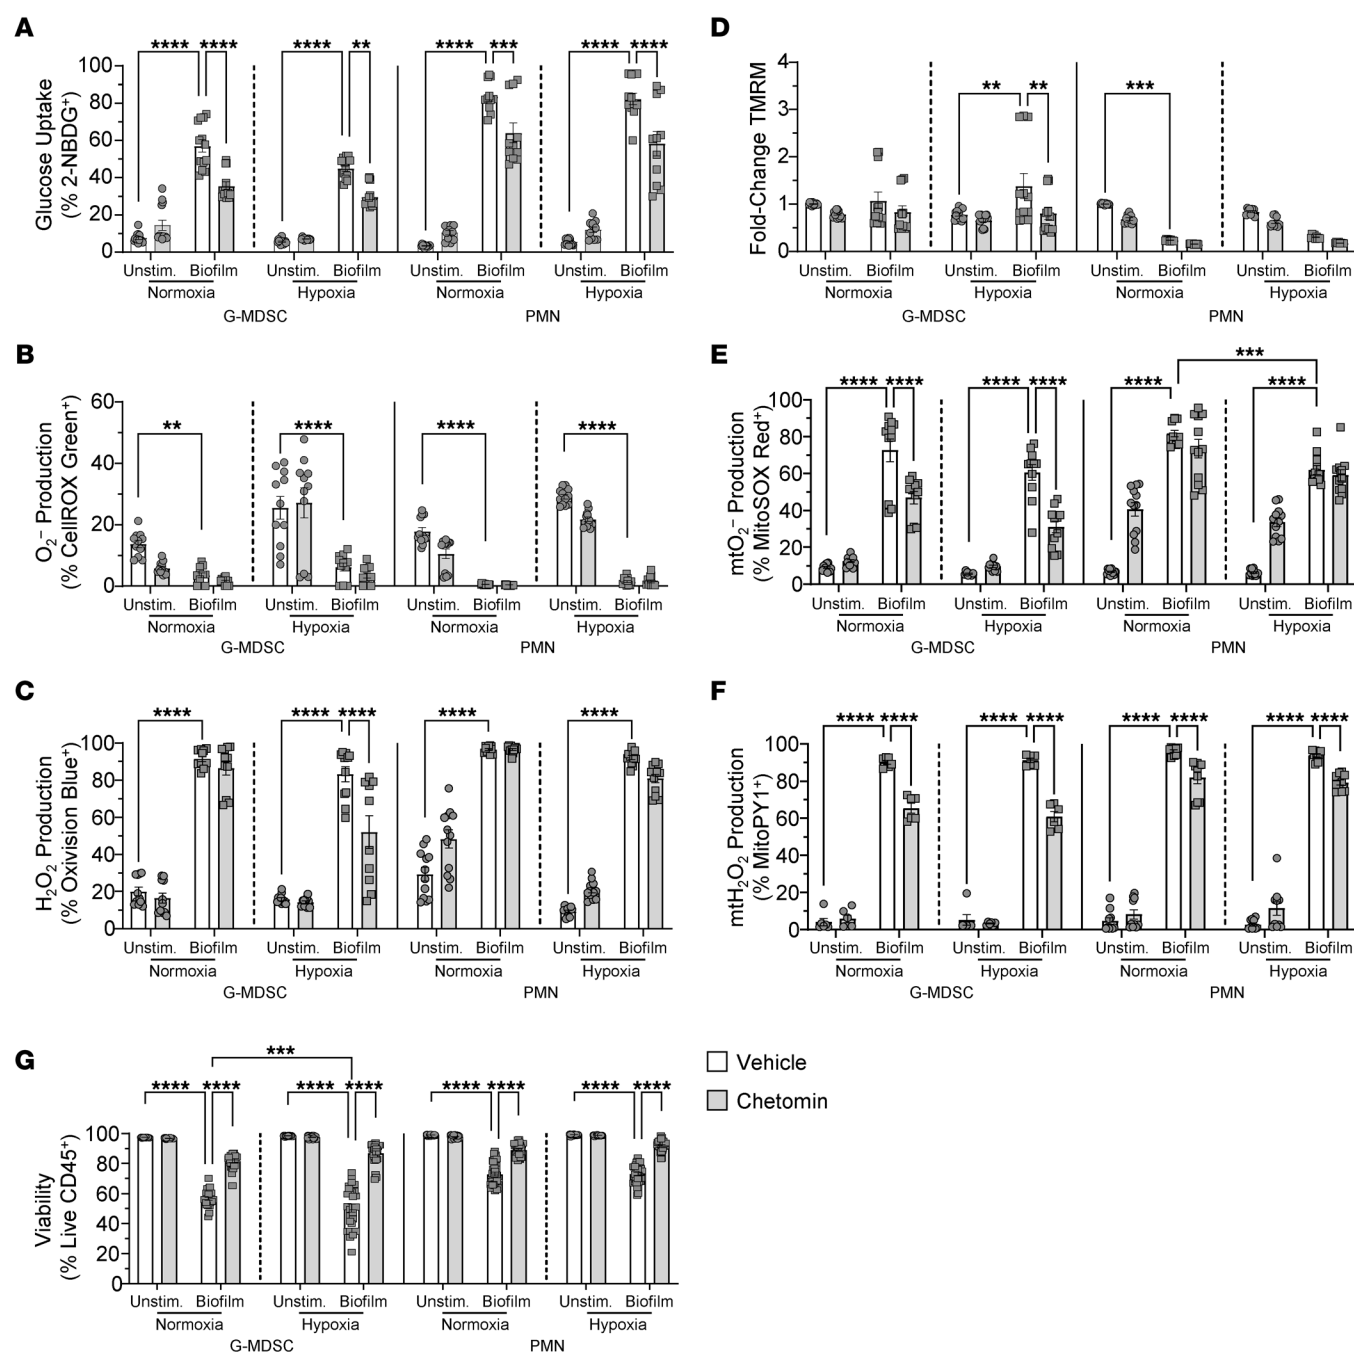 A
**** ****
**** **
**** ***
**** ****
Glucose Uptake
(% 2-NBDG⁺)
100
80
60
40
20
0
Unstim. Biofilm Unstim. Biofilm Unstim. Biofilm Unstim. Biofilm
Normoxia Hypoxia Normoxia Hypoxia
G-MDSC PMN
D
** **
***
Fold-Change TMRM
4
3
2
1
0
Unstim. Biofilm Unstim. Biofilm Unstim. Biofilm Unstim. Biofilm
Normoxia Hypoxia Normoxia Hypoxia
G-MDSC PMN
B
**
****
****
****
O₂⁻ Production
(% CellROX Green⁺)
60
40
20
0
Unstim. Biofilm Unstim. Biofilm Unstim. Biofilm Unstim. Biofilm
Normoxia Hypoxia Normoxia Hypoxia
G-MDSC PMN
E
***
**** ****
**** ****
****
****
mtO₂⁻ Production
(% MitoSOX Red⁺)
100
80
60
40
20
0
Unstim. Biofilm Unstim. Biofilm Unstim. Biofilm Unstim. Biofilm
Normoxia Hypoxia Normoxia Hypoxia
G-MDSC PMN
C
****
**** ****
****
****
H₂O₂ Production
(% Oxivision Blue⁺)
100
80
60
40
20
0
Unstim. Biofilm Unstim. Biofilm Unstim. Biofilm Unstim. Biofilm
Normoxia Hypoxia Normoxia Hypoxia
G-MDSC PMN
F
**** ****
**** ****
**** ****
**** ****
mtH₂O₂ Production
(% MitoPY1⁺)
100
80
60
40
20
0
Unstim. Biofilm Unstim. Biofilm Unstim. Biofilm Unstim. Biofilm
Normoxia Hypoxia Normoxia Hypoxia
G-MDSC PMN
G
***
**** ****
**** ****
**** ****
**** ****
Viability
(% Live CD45⁺)
100
80
60
40
20
0
Unstim. Biofilm Unstim. Biofilm Unstim. Biofilm Unstim. Biofilm
Normoxia Hypoxia Normoxia Hypoxia
G-MDSC PMN
Vehicle
Chetomin